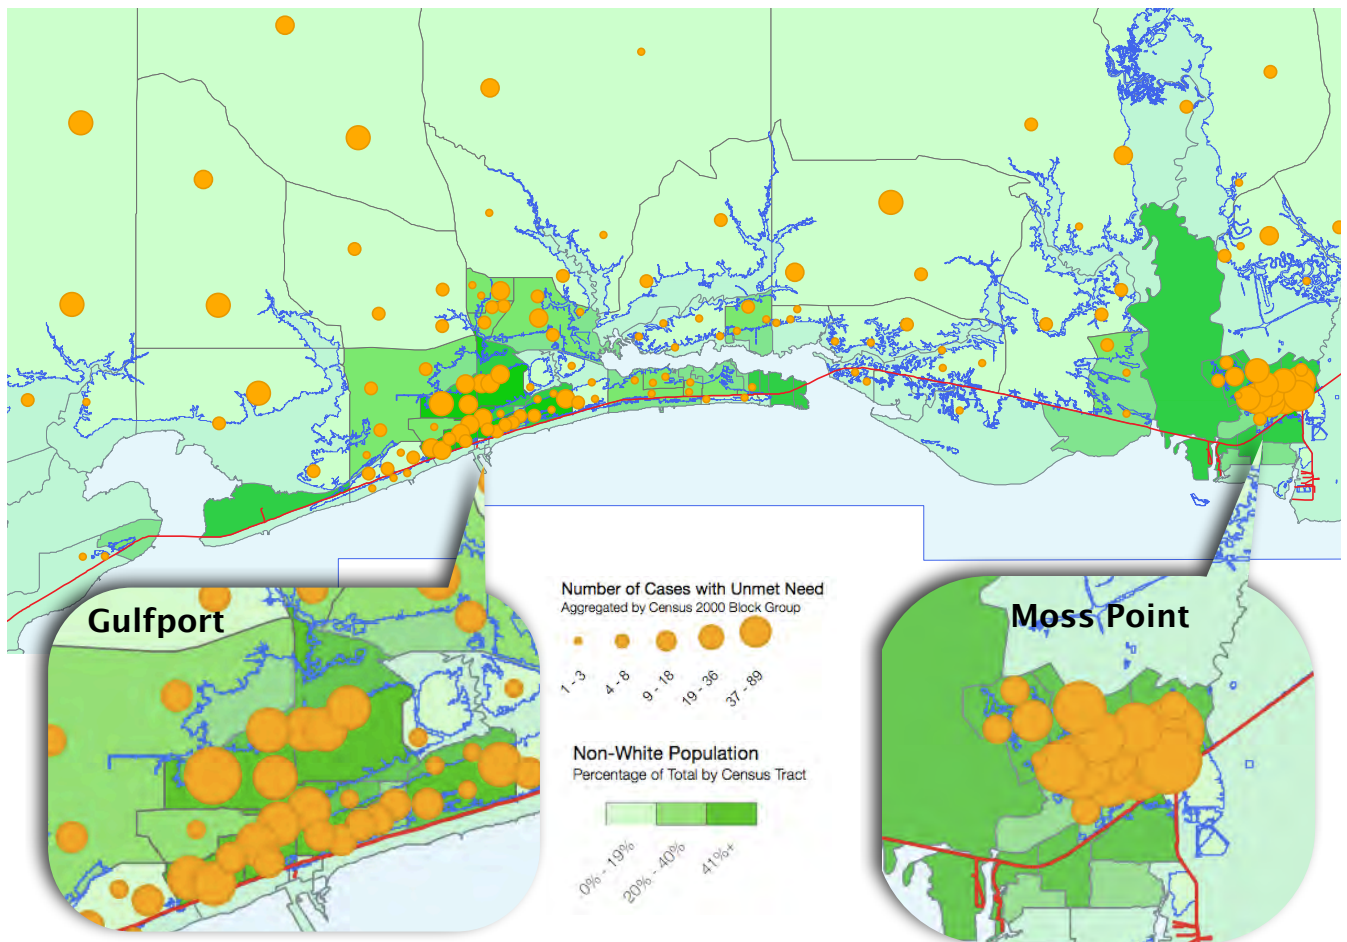 Gulfport
Moss Point
Number of Cases with Unmet Need
Aggregated by Census 2000 Block Group
1 - 3
4 - 8
9 - 18
19 - 36
37 - 89
Non-White Population
Percentage of Total by Census Tract
0% - 19%
20% - 40%
41%+